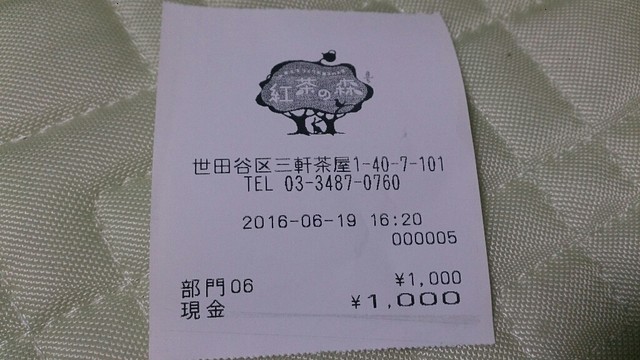 紅茶の森
世田谷区三軒茶屋1-40-7-101
TEL 03-3487-0760
2016-06-19 16:20
000005
部門06 ¥1,000
現金 ¥1,000